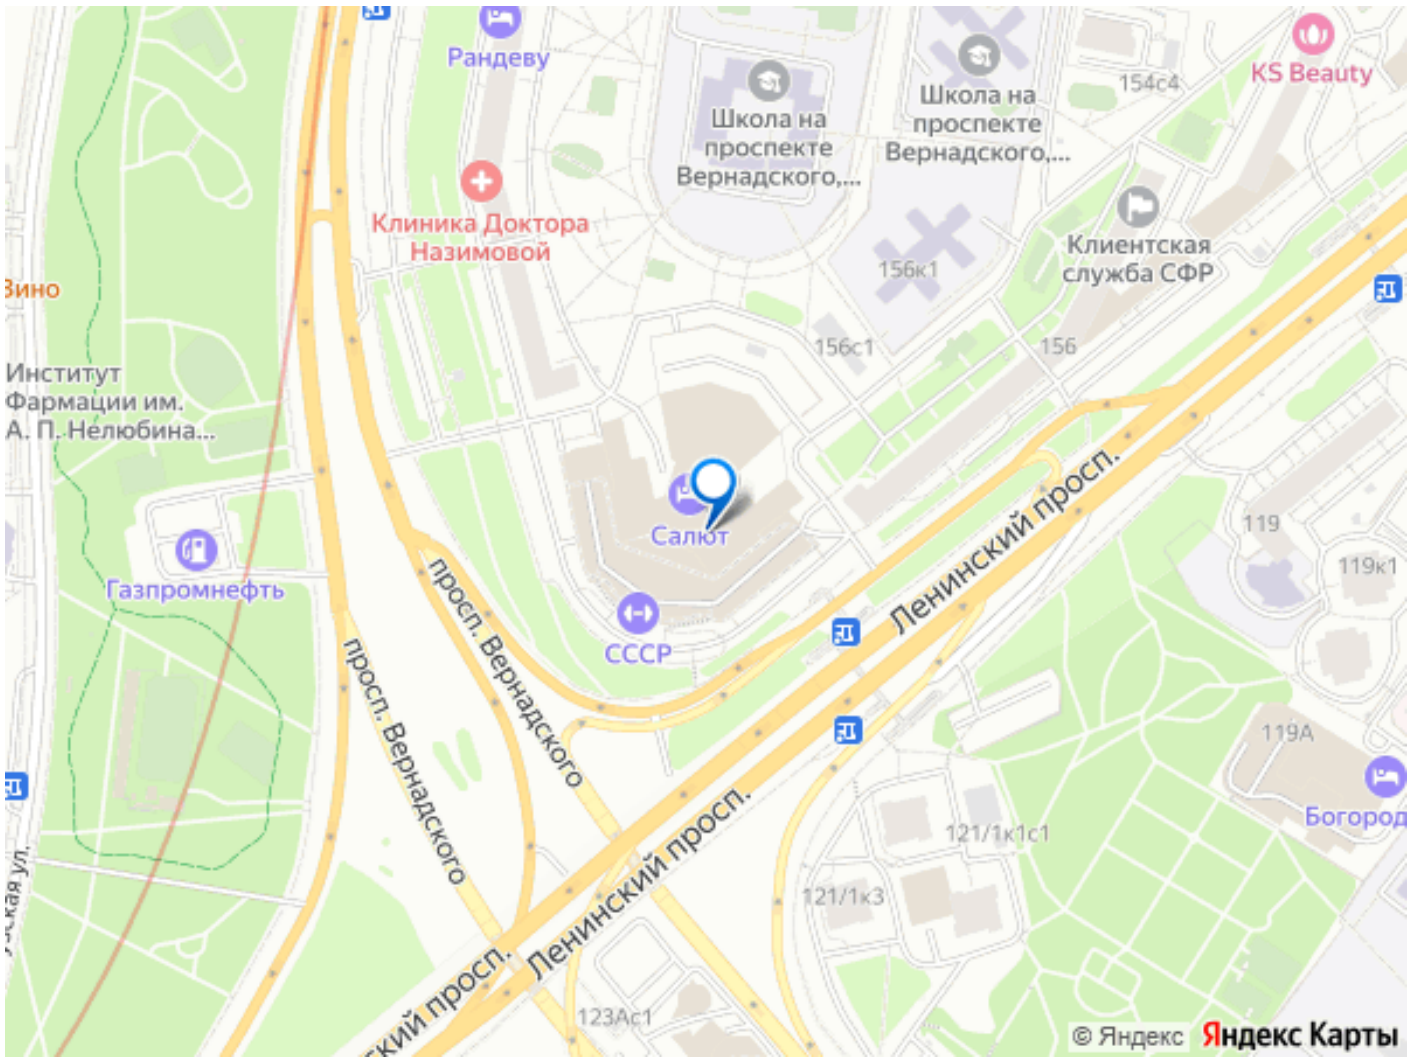 Рандеву
KS Beauty
154с4
Школа на
проспекте
Вернадского,...
Школа на
проспекте
Вернадского,...
Клиника Доктора
Назимовой
Клиентская
служба СФР
156к1
Вино
156с1
156
Институт
Фармации им.
А. П. Нелюбина...
Салют
Ленинский просп.
119
119к1
Газпромнефть
просп. Вернадского
СССР
просп. Вернадского
119А
Богород
121/1к1с1
121/1к3
Ленинский просп.
ский просп.
123Ас1
© Яндекс
Яндекс Карты